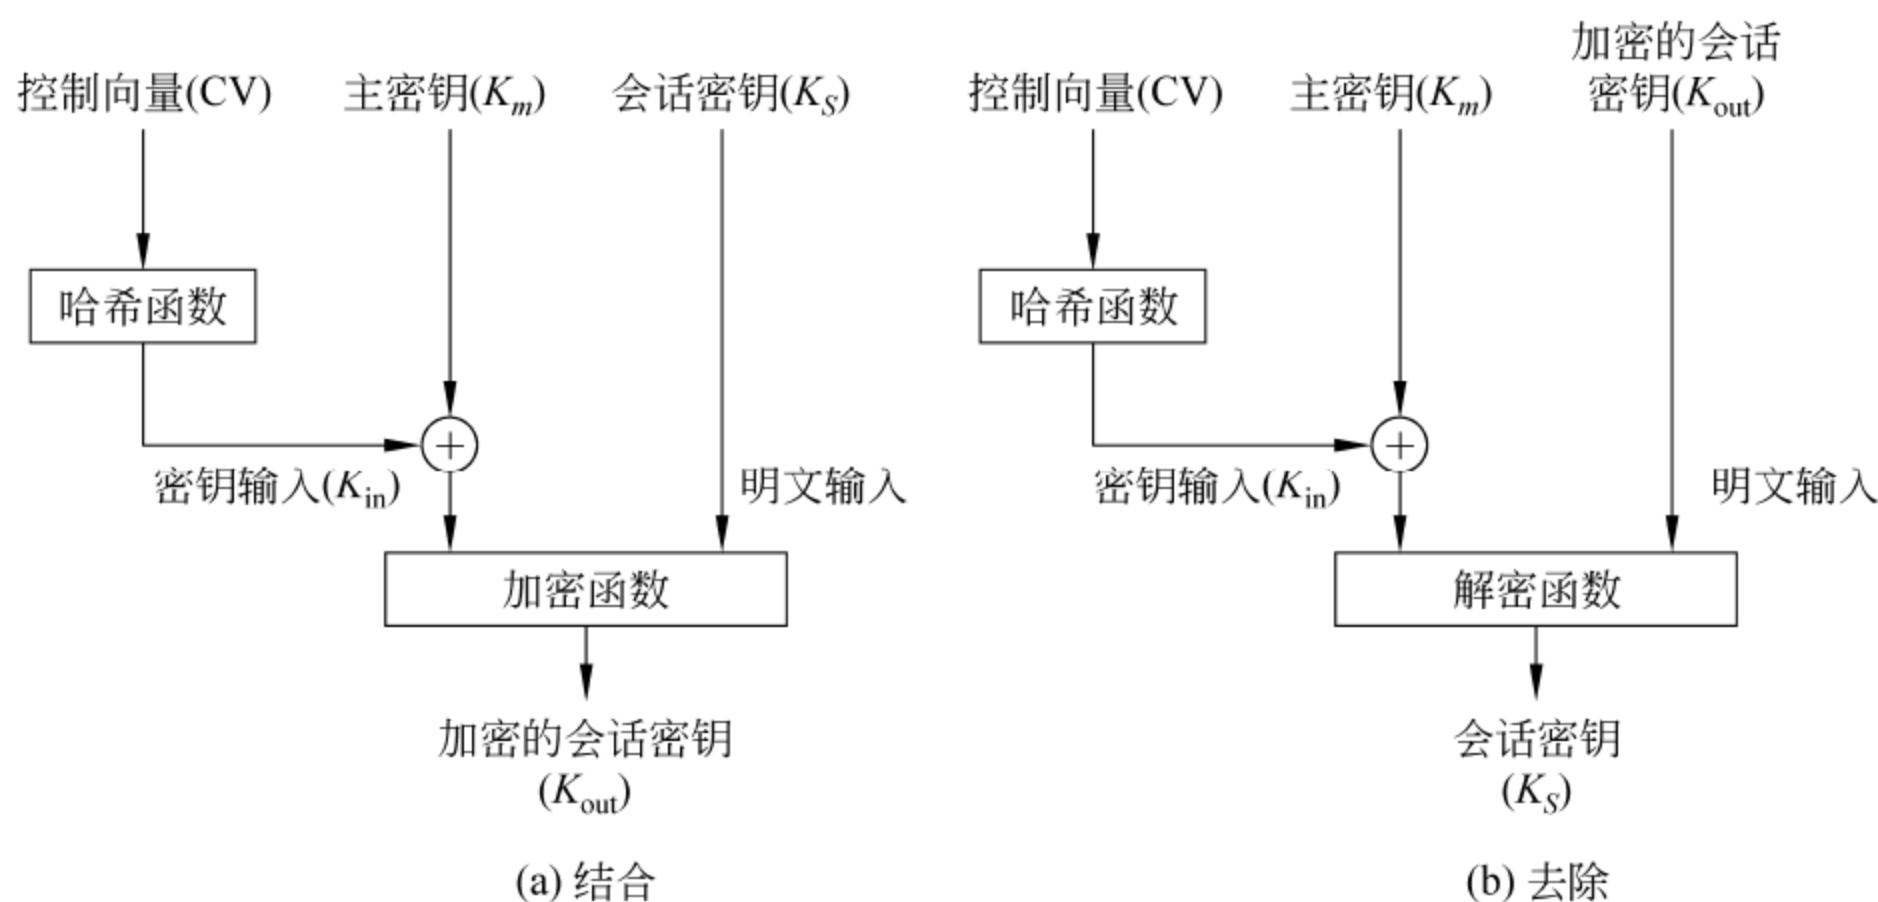 控制向量(CV)
主密钥(Km)
会话密钥(KS)
哈希函数
+
密钥输入(Kin)
明文输入
加密函数
加密的会话密钥
(Kout)
(a) 结合
控制向量(CV)
主密钥(Km)
加密的会话
密钥(Kout)
哈希函数
+
密钥输入(Kin)
明文输入
解密函数
会话密钥
(KS)
(b) 去除